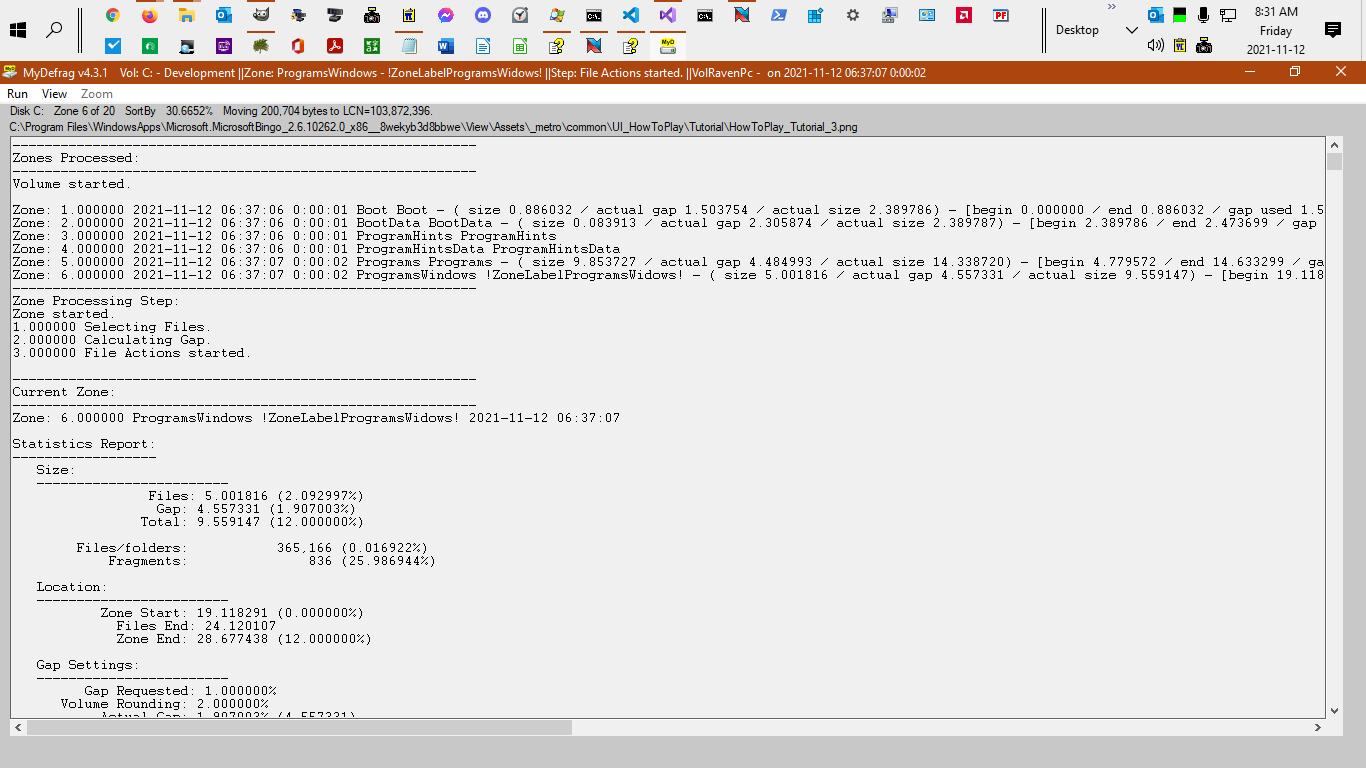 8:31 AM
Desktop
Friday
2021-11-12
MyDefrag v4.3.1 Vol: C: - Development ||Zone: ProgramsWindows - !ZoneLabelProgramsWidows! ||Step: File Actions started. ||VolRavenPc - on 2021-11-12 06:37:07 0:00:02
Run View Zoom
Disk C: Zone 6 of 20 SortBy 30.6652% Moving 200,704 bytes to LCN=103,872,396.
C:\Program Files\WindowsApps\Microsoft.MicrosoftBingo_2.6.10262.0_x86__8wekyb3d8bbwe\View\Assets\_metro\common\UI_HowToPlay\Tutorial\HowToPlay_Tutorial_3.png
----------------------------------------------------------
Zones Processed:
----------------------------------------------------------
Volume started.
Zone: 1.000000 2021-11-12 06:37:06 0:00:01 Boot Boot - ( size 0.886032 / actual gap 1.503754 / actual size 2.389786) - [begin 0.000000 / end 0.886032 / gap used 1.5
Zone: 2.000000 2021-11-12 06:37:06 0:00:01 BootData BootData - ( size 0.083913 / actual gap 2.305874 / actual size 2.389787) - [begin 2.389786 / end 2.473699 / gap
Zone: 3.000000 2021-11-12 06:37:06 0:00:01 ProgramHints ProgramHints
Zone: 4.000000 2021-11-12 06:37:06 0:00:01 ProgramHintsData ProgramHintsData
Zone: 5.000000 2021-11-12 06:37:07 0:00:02 Programs Programs - ( size 9.853727 / actual gap 4.484993 / actual size 14.338720) - [begin 4.779572 / end 14.633299 / ga
Zone: 6.000000 2021-11-12 06:37:07 0:00:02 ProgramsWindows !ZoneLabelProgramsWidows! - ( size 5.001816 / actual gap 4.557331 / actual size 9.559147) - [begin 19.118
----------------------------------------------------------
Zone Processing Step:
Zone started.
1.000000 Selecting Files.
2.000000 Calculating Gap.
3.000000 File Actions started.
----------------------------------------------------------
Current Zone:
----------------------------------------------------------
Zone: 6.000000 ProgramsWindows !ZoneLabelProgramsWidows! 2021-11-12 06:37:07
Statistics Report:
------------------
Size:
------------------------
Files: 5.001816 (2.092997%)
Gap: 4.557331 (1.907003%)
Total: 9.559147 (12.000000%)
Files/folders: 365,166 (0.016922%)
Fragments: 836 (25.986944%)
Location:
------------------------
Zone Start: 19.118291 (0.000000%)
Files End: 24.120107
Zone End: 28.677438 (12.000000%)
Gap Settings:
------------------------
Gap Requested: 1.000000%
Volume Rounding: 2.000000%
Actual Gap: 1.907003% (4.557331)